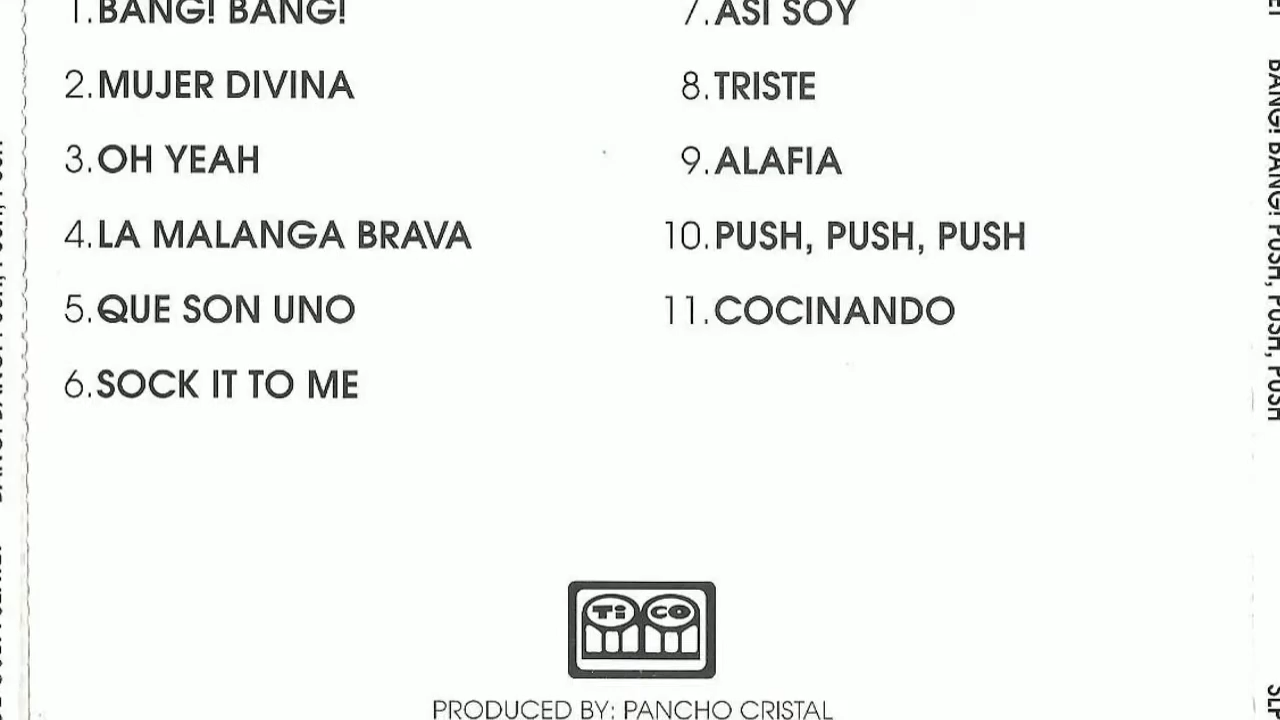 1. BANG! BANG!
2. MUJER DIVINA
3. OH YEAH
4. LA MALANGA BRAVA
5. QUE SON UNO
6. SOCK IT TO ME
7. ASI SOY
8. TRISTE
9. ALAFIA
10. PUSH, PUSH, PUSH
11. COCINANDO
TiCO
PRODUCED BY: PANCHO CRISTAL
BANG! BANG! PUSH, PUSH, PUSH
SLP